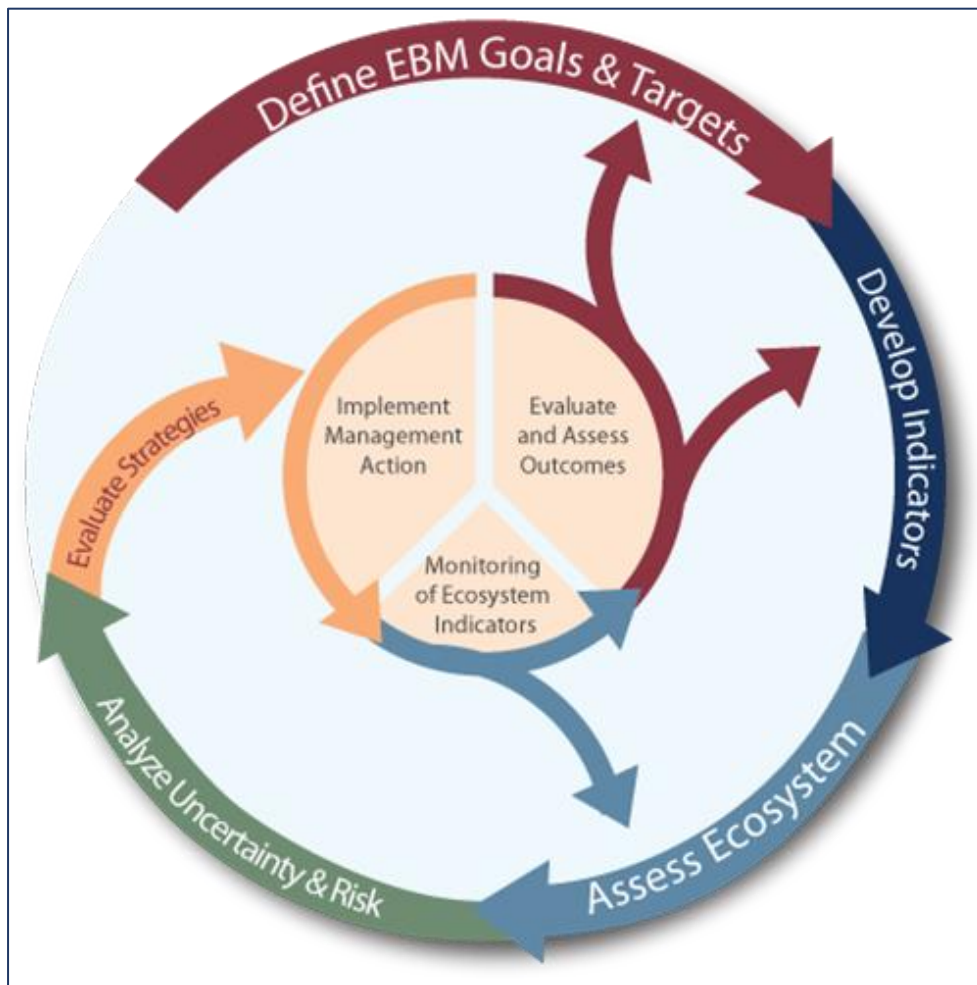 Define EBM Goals & Targets
Develop Indicators
Assess Ecosystem
Analyze Uncertainty & Risk
Evaluate Strategies
Implement
Management
Action
Evaluate
and Assess
Outcomes
Monitoring
of Ecosystem
Indicators